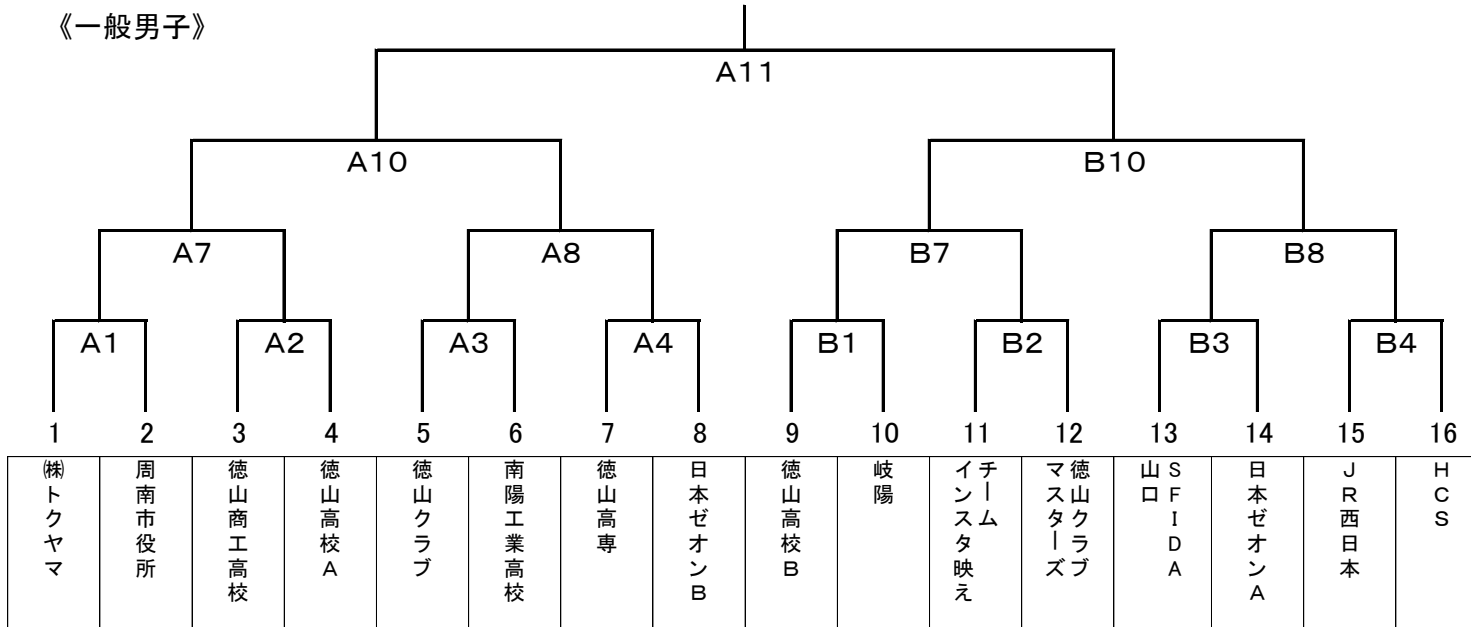 《一般男子》
A11
A10
B10
A7
A8
B7
B8
A1
A2
A3
A4
B1
B2
B3
B4
1
2
3
4
5
6
7
8
9
10
11
12
13
14
15
16
㈱トクヤマ
周南市役所
徳山商工高校
徳山高校A
徳山クラブ
南陽工業高校
徳山高専
日本ゼオンB
徳山高校B
岐陽
チーム
インスタ映え
徳山クラブ
マスターズ
SFIDA
山口
日本ゼオンA
JR西日本
HCS